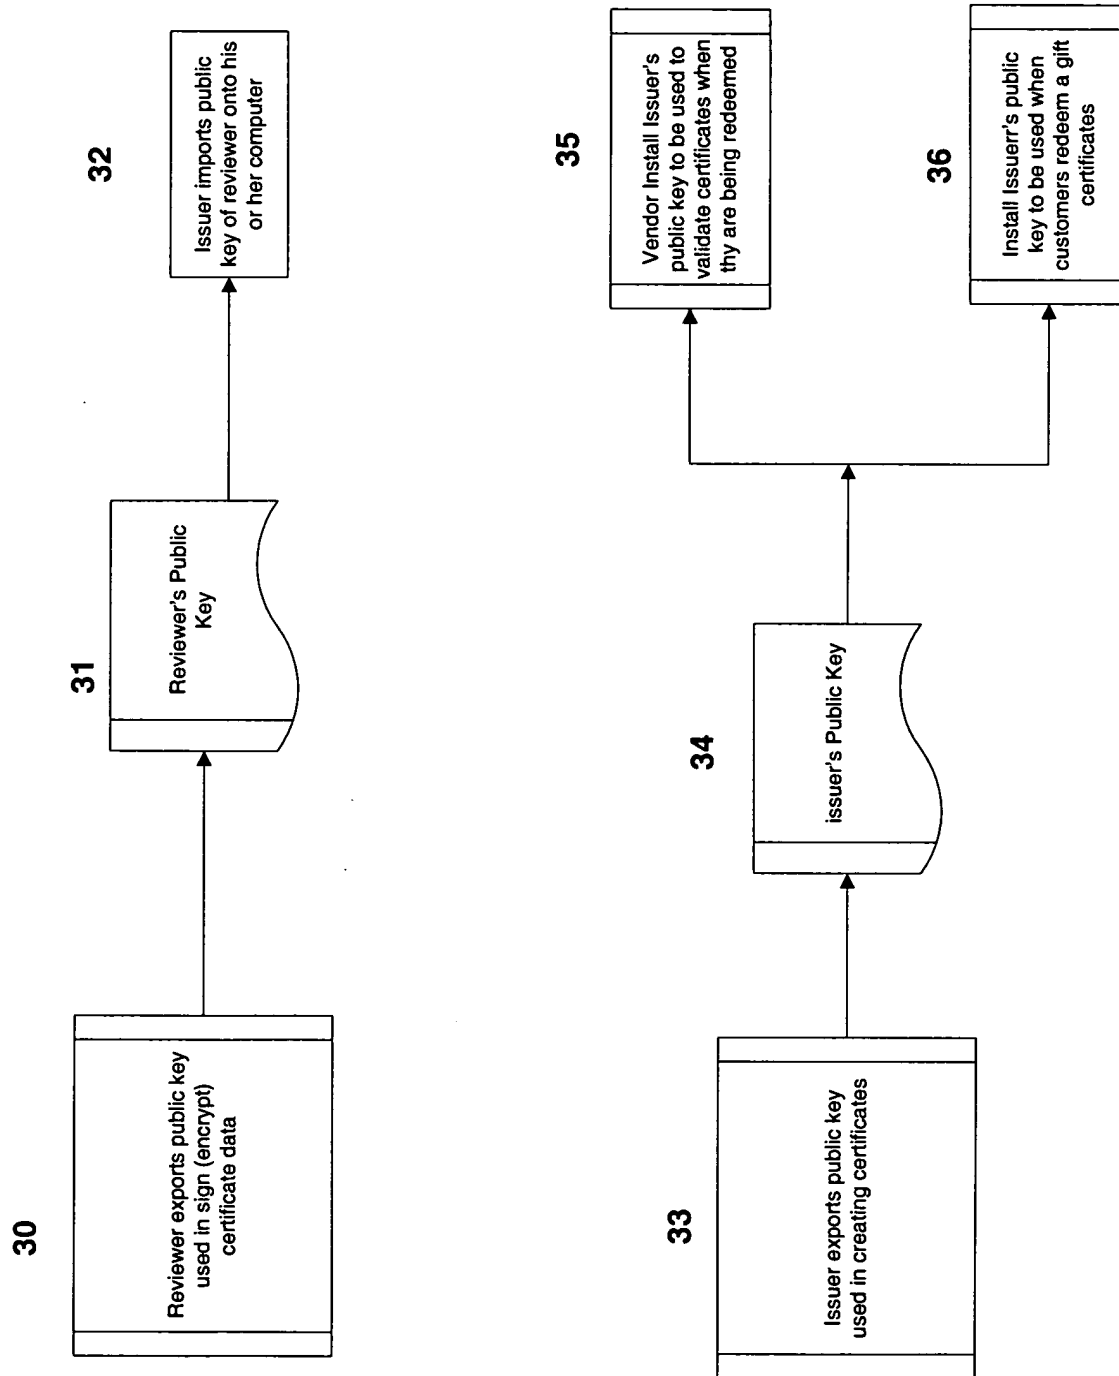 30
Reviewer exports public key
used in sign (encrypt)
certificate data
31
Reviewer's Public
Key
32
Issuer imports public
key of reviewer onto his
or her computer
33
Issuer exports public key
used in creating certificates
34
issuer's Public Key
35
Vendor Install Issuer's
public key to be used to
validate certificates when
thy are being redeemed
36
Install Issuerr's public
key to be used when
customers redeem a gift
certificates